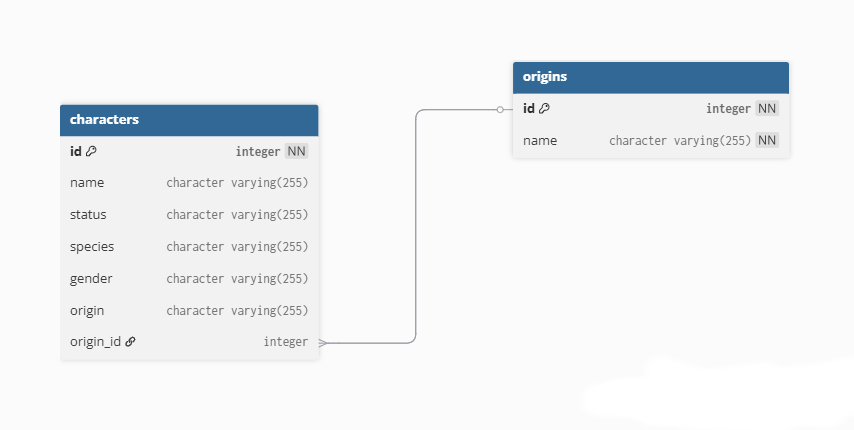 characters
id integer NN
name character varying(255)
status character varying(255)
species character varying(255)
gender character varying(255)
origin character varying(255)
origin_id integer
origins
id integer NN
name character varying(255) NN